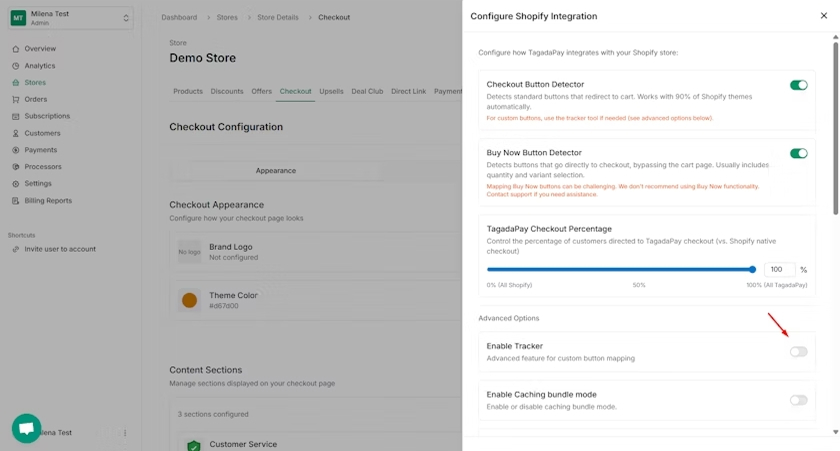 MT
Milena Test
Admin
Overview
Analytics
Stores
Orders
Subscriptions
Customers
Payments
Processors
Settings
Billing Reports
Shortcuts
Invite user to account
Milena Test
Dashboard > Stores > Store Details > Checkout
Store
Demo Store
Products Discounts Offers Checkout Upsells Deal Club Direct Link Payment
Checkout Configuration
Appearance
Checkout Appearance
Configure how your checkout page looks
No logo
Brand Logo
Not configured
Theme Color
#d67d00
Content Sections
Manage sections displayed on your checkout page
3 sections configured
Customer Service
Configure Shopify Integration
Configure how TagadaPay integrates with your Shopify store:
Checkout Button Detector
Detects standard buttons that redirect to cart. Works with 90% of Shopify themes
automatically.
For custom buttons, use the tracker tool if needed (see advanced options below).
Buy Now Button Detector
Detects buttons that go directly to checkout, bypassing the cart page. Usually includes
quantity and variant selection.
Mapping Buy Now buttons can be challenging. We don't recommend using Buy Now functionality.
Contact support if you need assistance.
TagadaPay Checkout Percentage
Control the percentage of customers directed to TagadaPay checkout (vs. Shopify native
checkout)
100 %
0% (All Shopify) 50% 100% (All TagadaPay)
Advanced Options
Enable Tracker
Advanced feature for custom button mapping
Enable Caching bundle mode
Enable or disable caching bundle mode.